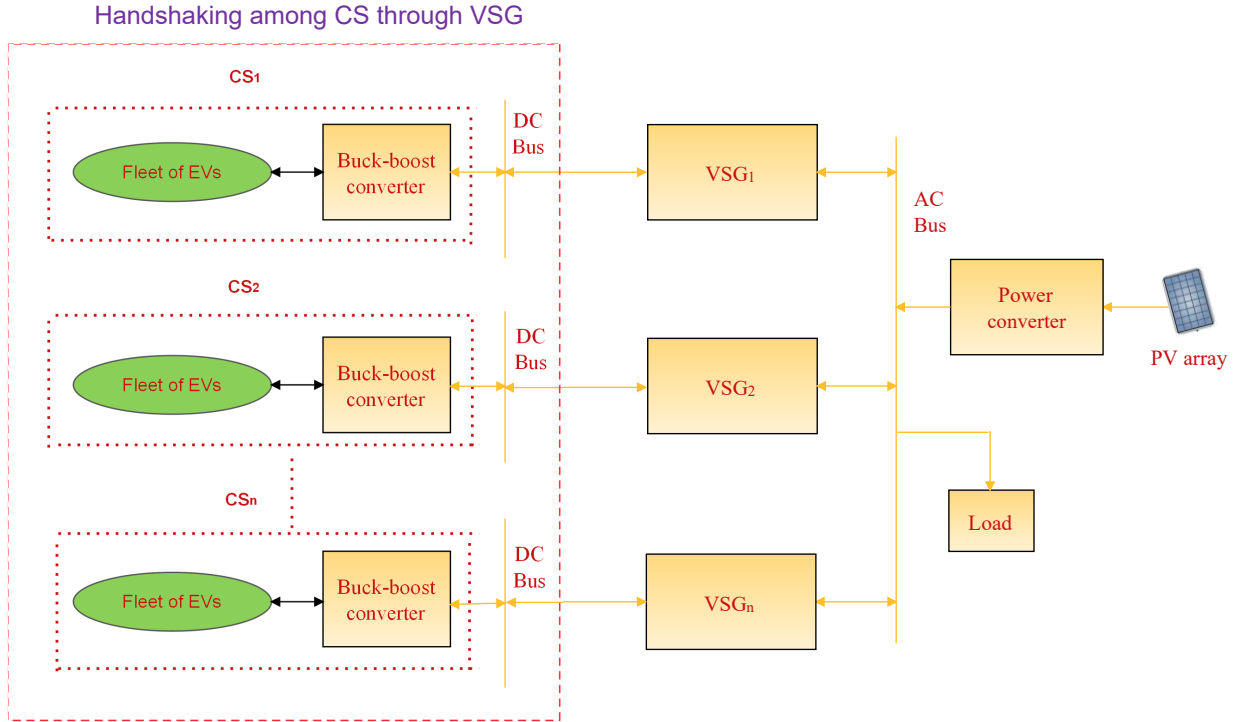 Handshaking among CS through VSG
CS₁
Fleet of EVs
Buck-boost
converter
DC
Bus
VSG₁
AC
Bus
CS₂
Fleet of EVs
Buck-boost
converter
DC
Bus
VSG₂
Power
converter
PV array
CSₙ
Fleet of EVs
Buck-boost
converter
DC
Bus
VSGₙ
Load